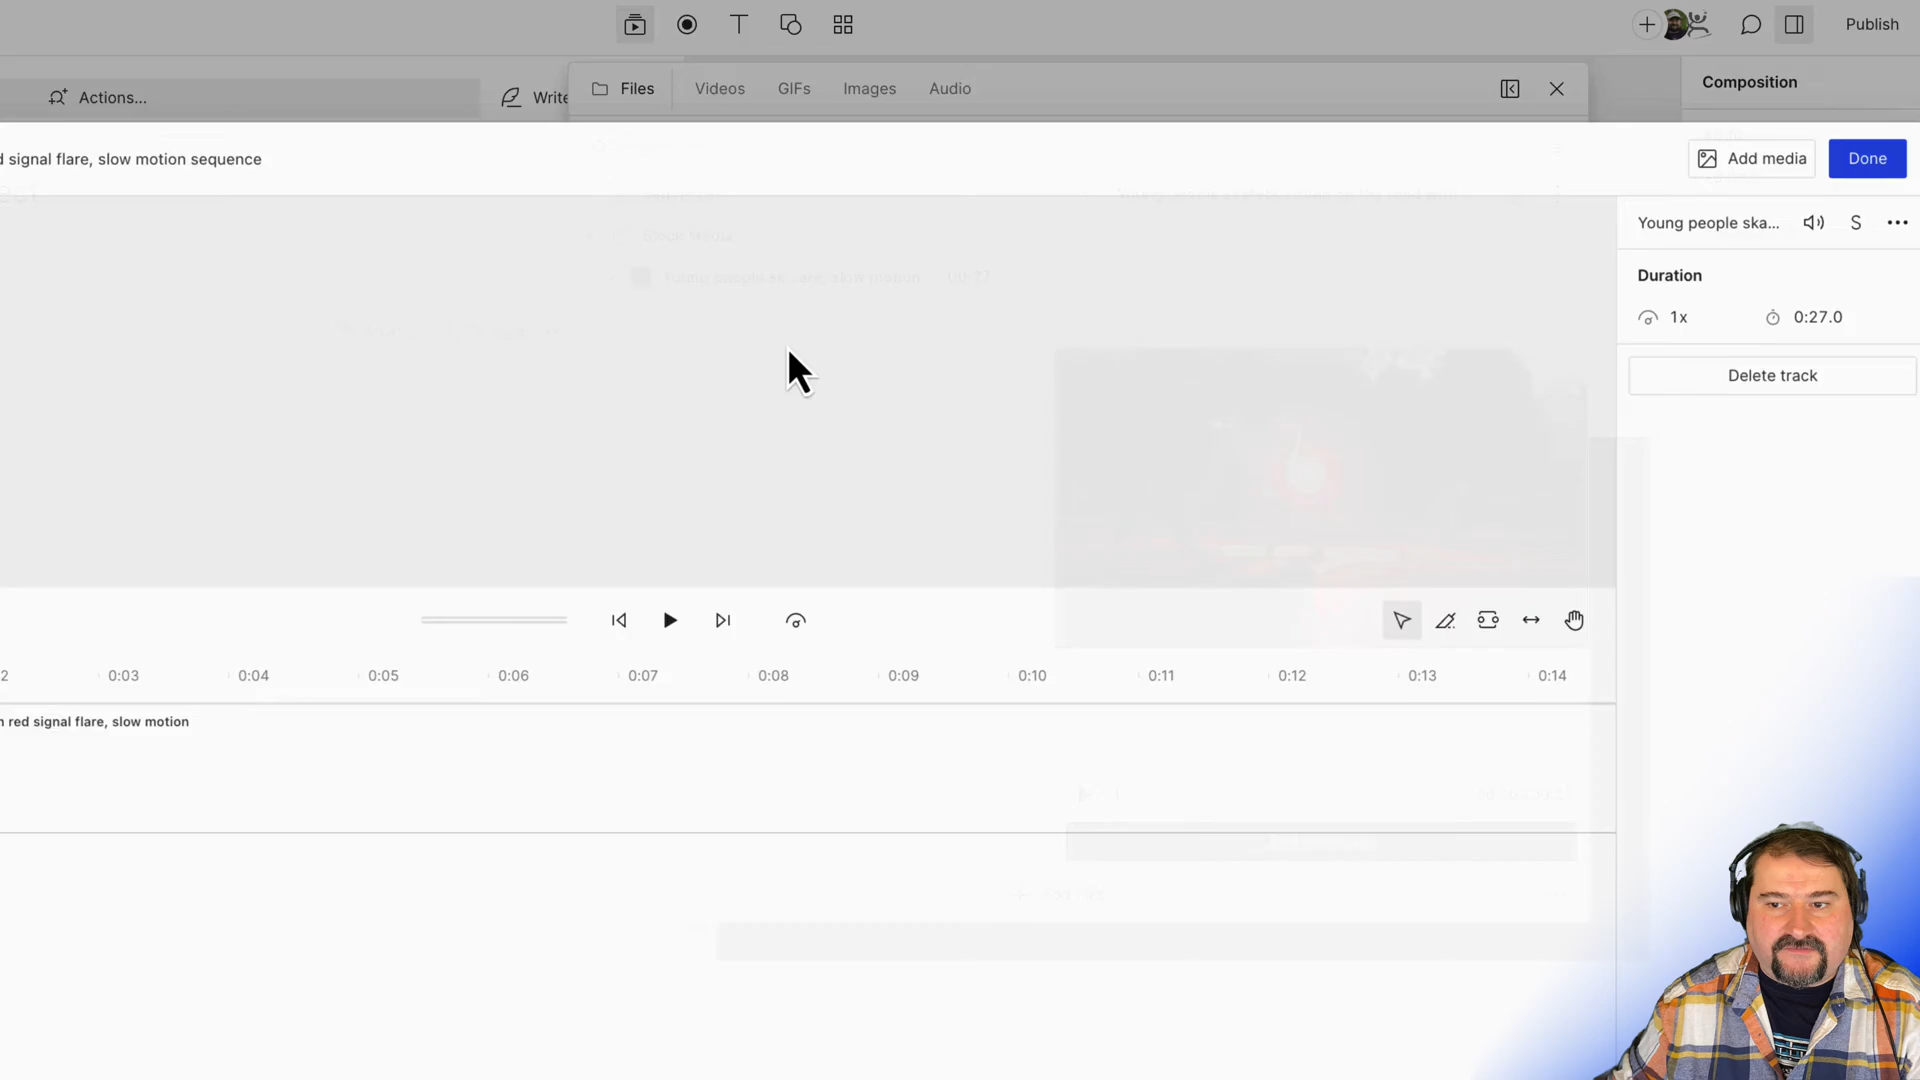 Publish
Files Videos GIFs Images Audio
Composition
Actions...
Write
d signal flare, slow motion sequence
Add media
Done
Young people ska...
S
Duration
1x
0:27.0
Delete track
0:03 0:04 0:05 0:06 0:07 0:08 0:09 0:10 0:11 0:12 0:13 0:14
n red signal flare, slow motion